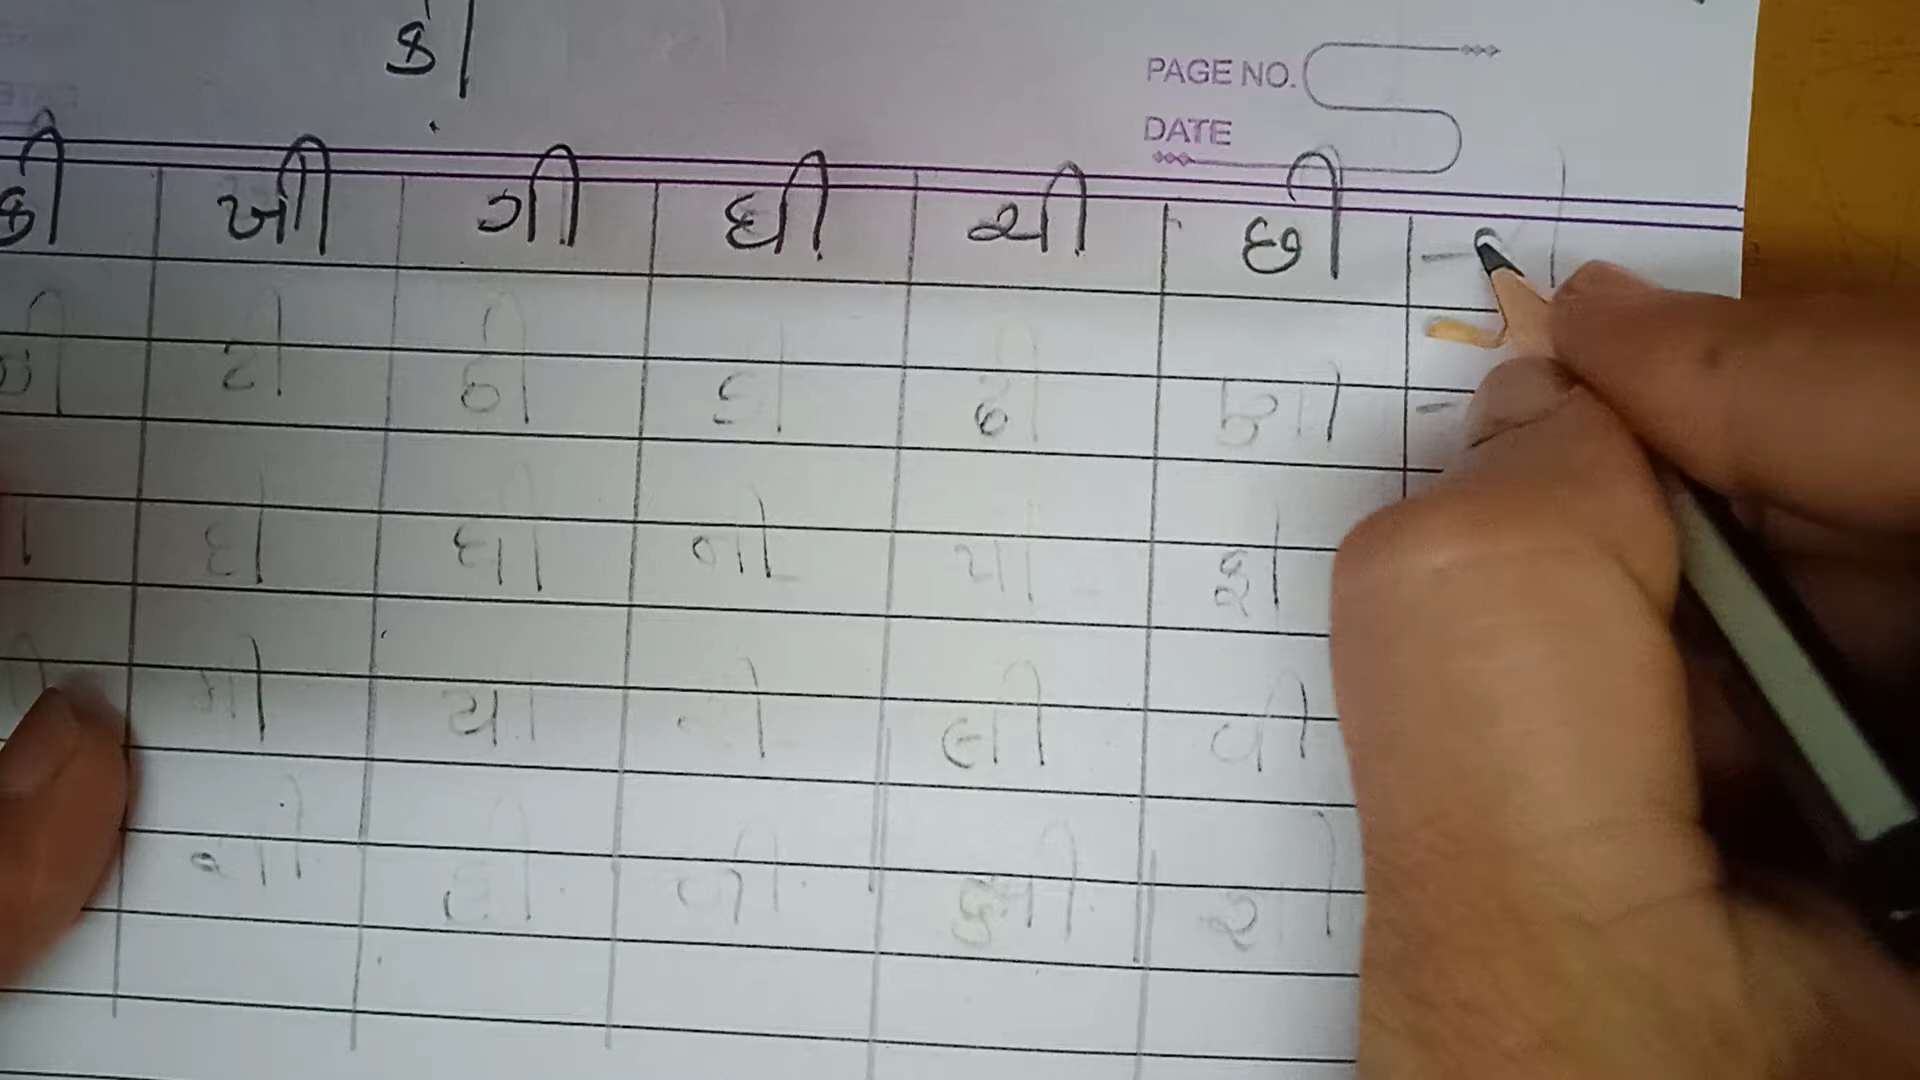 કી
PAGE NO.
DATE
કી ખી ગી ઘી ચી છી
ટી ઠી ડી ઢી ણી
દી ધી ની પી ફી
મી યી રી લી વી
સી હી ળી ક્ષી જ્ઞી